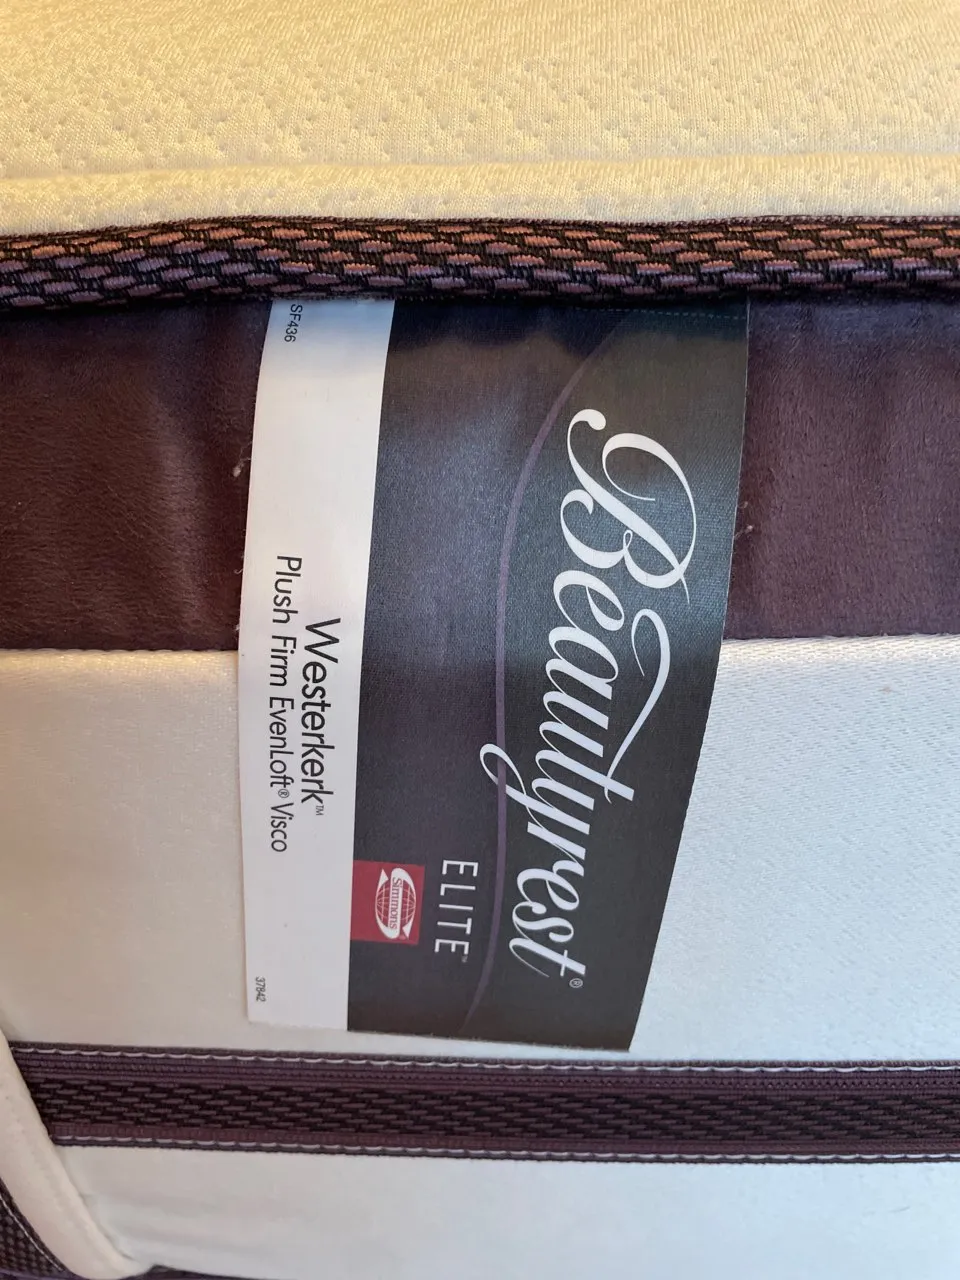 Beautyrest®
ELITE™
Simmons®
Westerkerk™
Plush Firm EvenLoft® Visco
SF436
37842